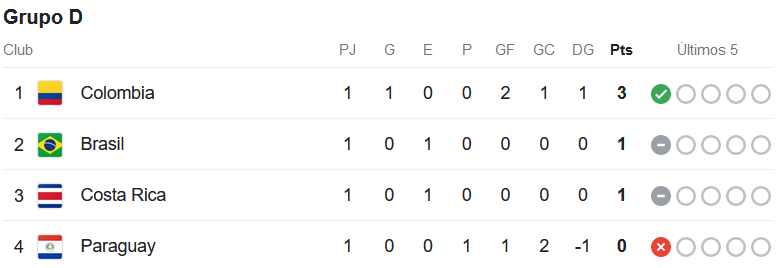 Grupo D
Club PJ G E P GF GC DG Pts Últimos 5
1 Colombia 1 1 0 0 2 1 1 3
2 Brasil 1 0 1 0 0 0 0 1
3 Costa Rica 1 0 1 0 0 0 0 1
4 Paraguay 1 0 0 1 1 2 -1 0